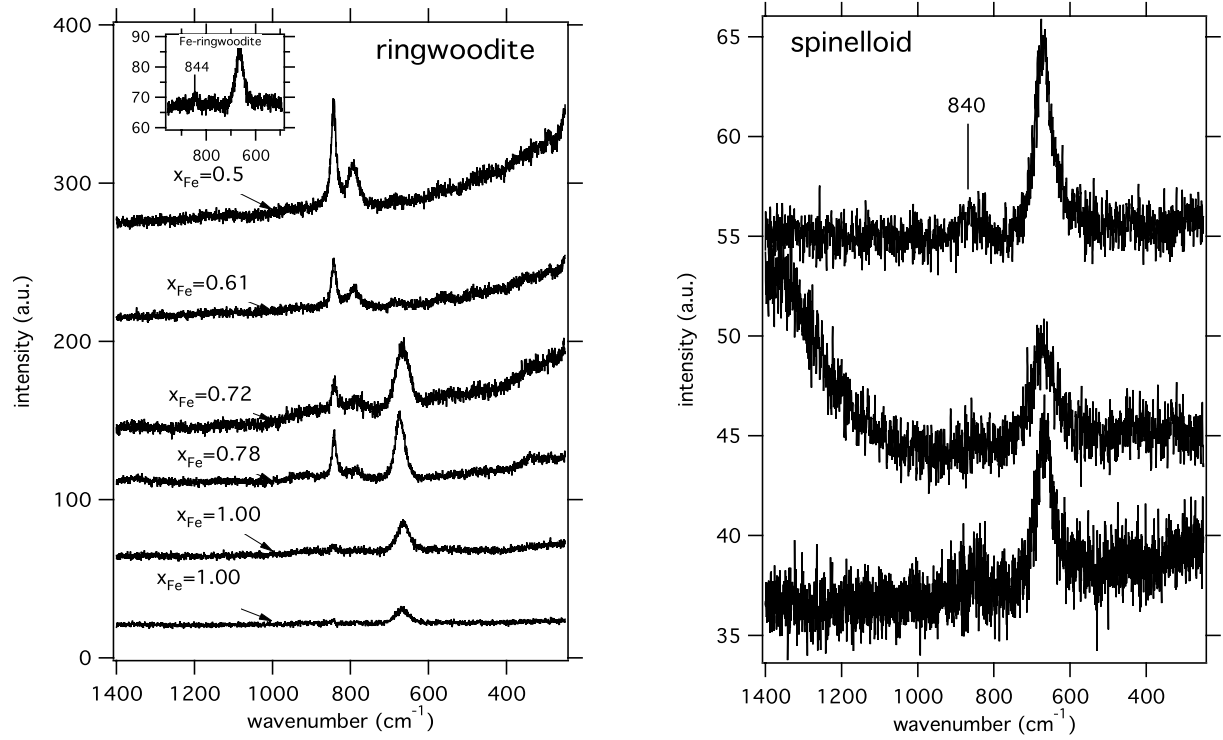 400
300
200
100
0
intensity (a.u.)
90
80
70
60
Fe-ringwoodite
844
800 600
ringwoodite
xFe=0.5
xFe=0.61
xFe=0.72
xFe=0.78
xFe=1.00
xFe=1.00
1400 1200 1000 800 600 400
wavenumber (cm-1)
65
60
55
50
45
40
35
intensity (a.u.)
spinelloid
840
1400 1200 1000 800 600 400
wavenumber (cm-1)